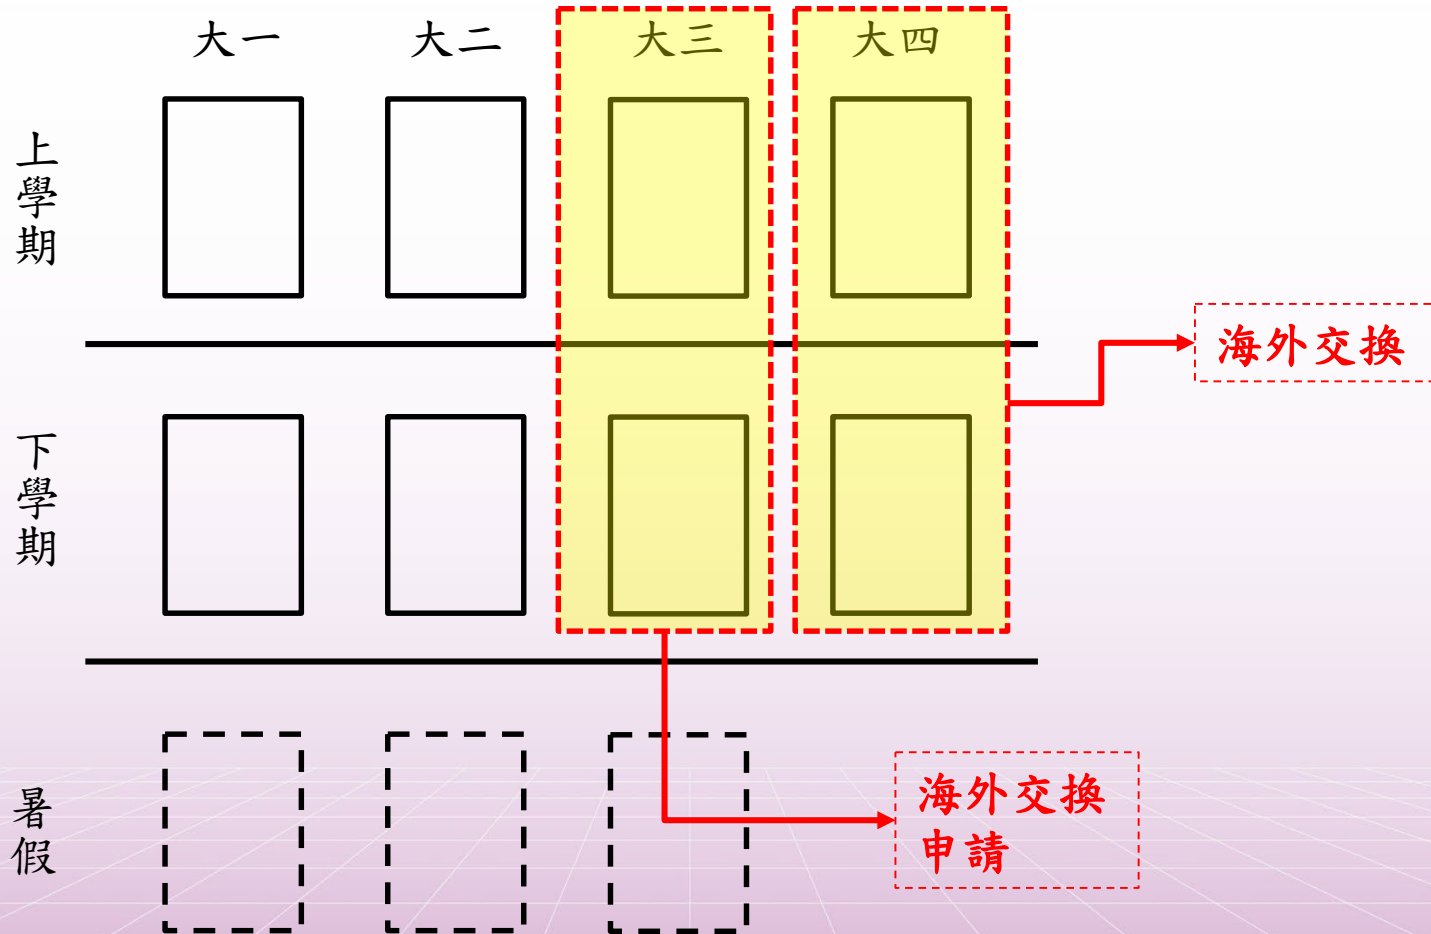 大一
大二
大三
大四
上學期
海外交換
下學期
暑假
海外交換
申請